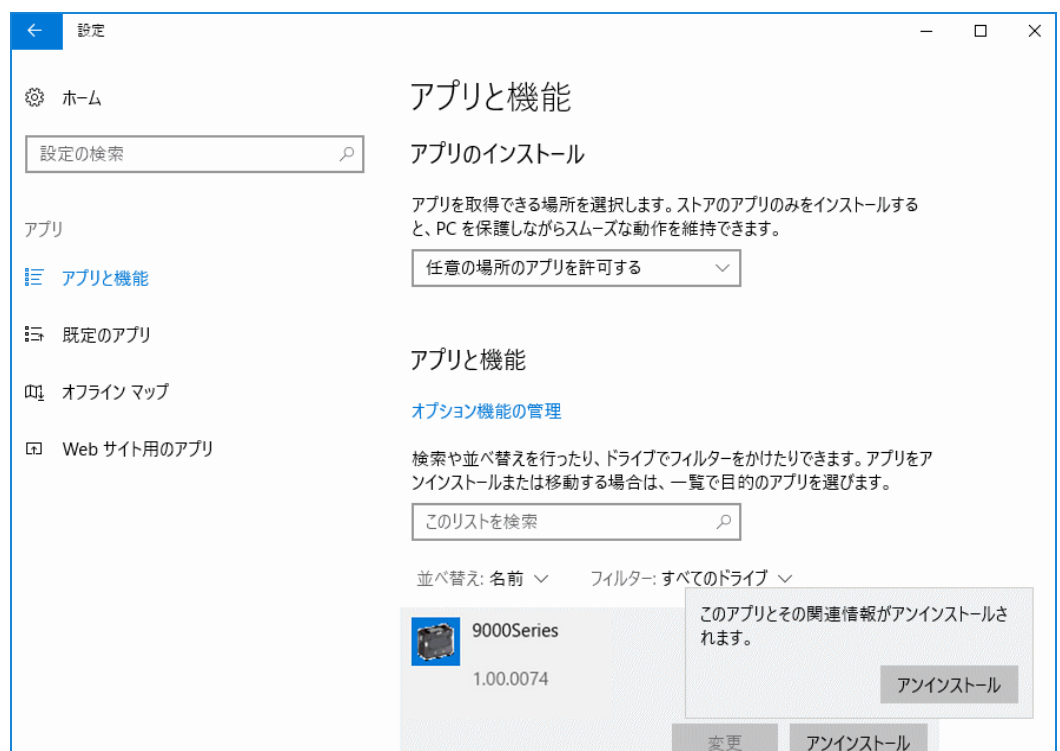 設定
ホーム
設定の検索
アプリ
アプリと機能
既定のアプリ
オフライン マップ
Web サイト用のアプリ
アプリと機能
アプリのインストール
アプリを取得できる場所を選択します。ストアのアプリのみをインストールする
と、PC を保護しながらスムーズな動作を維持できます。
任意の場所のアプリを許可する
アプリと機能
オプション機能の管理
検索や並べ替えを行ったり、ドライブでフィルターをかけたりできます。アプリをア
ンインストールまたは移動する場合は、一覧で目的のアプリを選びます。
このリストを検索
並べ替え: 名前 フィルター: すべてのドライブ
9000Series
1.00.0074
このアプリとその関連情報がアンインストールさ
れます。
アンインストール
変更 アンインストール